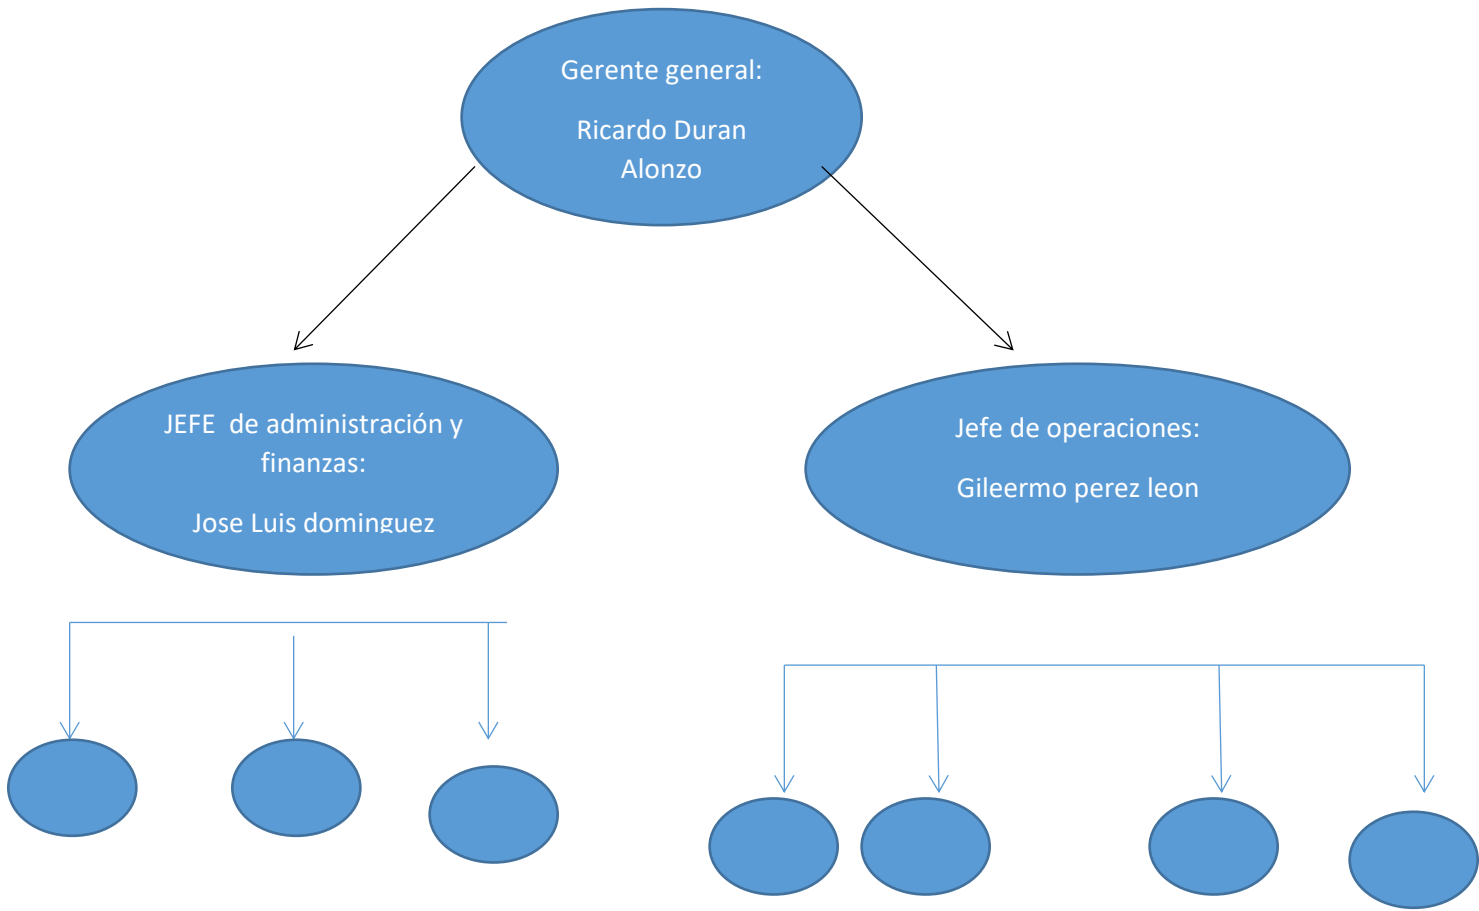 Gerente general:
Ricardo Duran
Alonzo
JEFE  de administración y
finanzas:
Jose Luis dominguez
Jefe de operaciones:
Gileermo perez leon